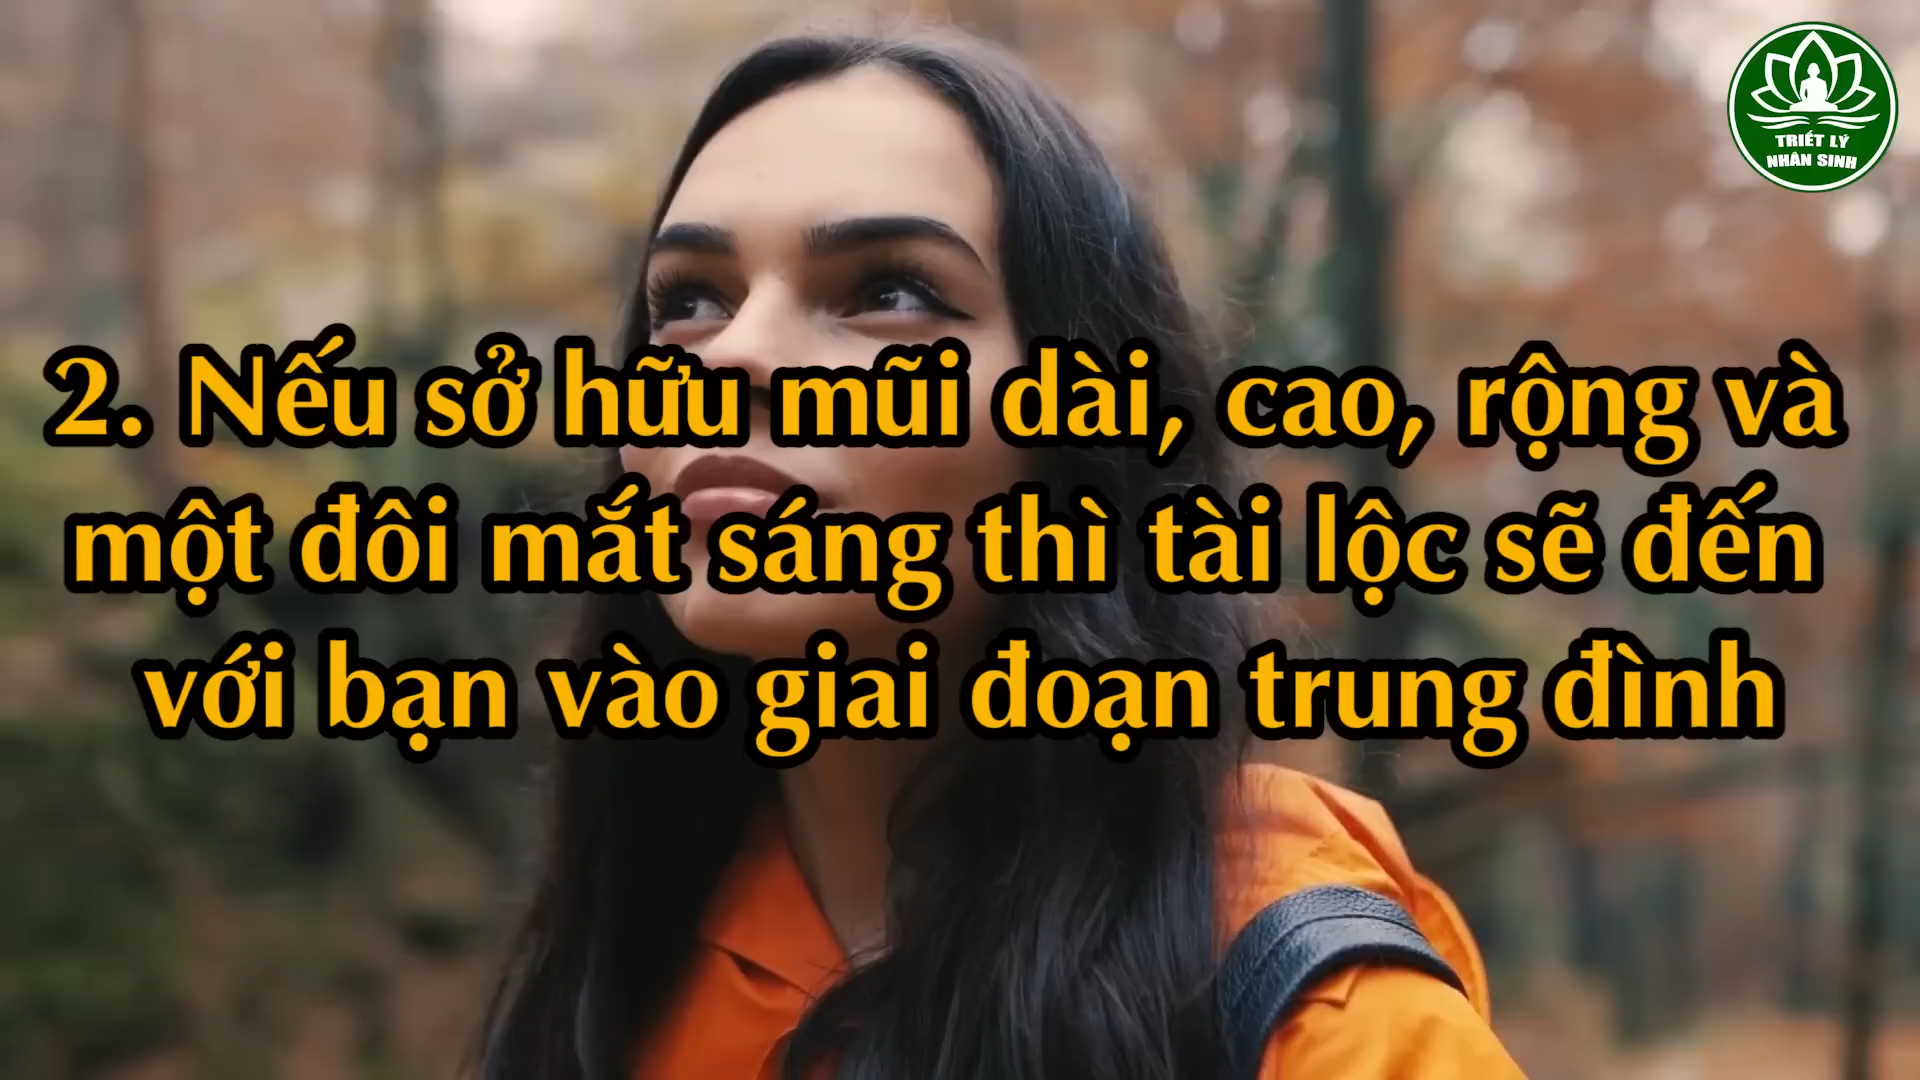 TRIẾT LÝ
NHÂN SINH
2. Nếu sở hữu mũi dài, cao, rộng và
một đôi mắt sáng thì tài lộc sẽ đến
với bạn vào giai đoạn trung đình